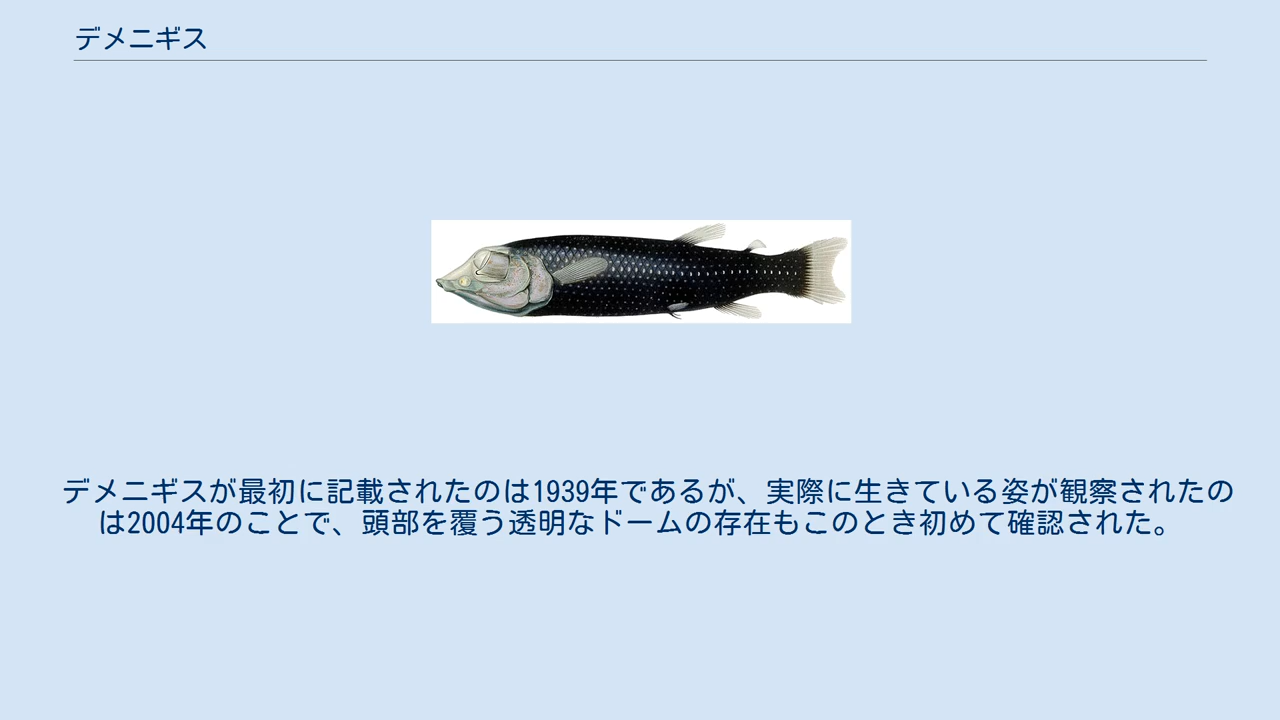 デメニギス
デメニギスが最初に記載されたのは1939年であるが、実際に生きている姿が観察されたの
は2004年のことで、頭部を覆う透明なドームの存在もこのとき初めて確認された。